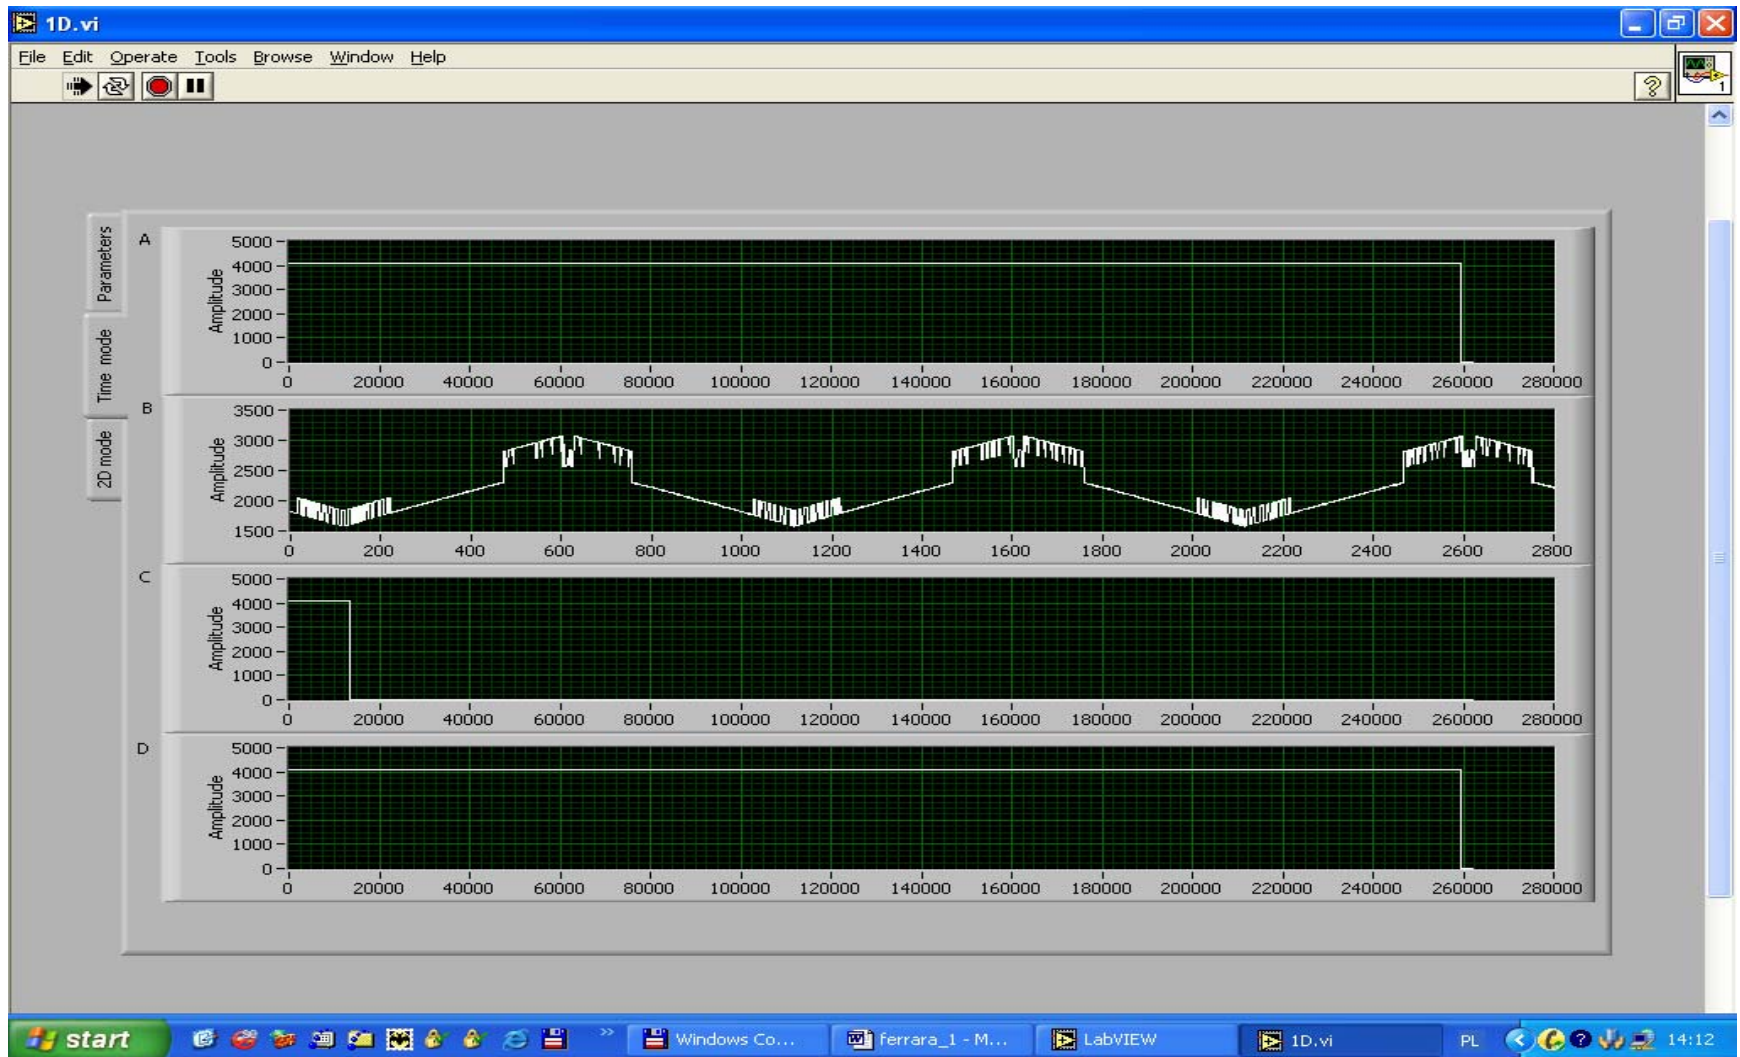 1D.vi
File Edit Operate Tools Browse Window Help
1
Parameters
Time mode
2D mode
A
Amplitude
5000
4000
3000
2000
1000
0
0 20000 40000 60000 80000 100000 120000 140000 160000 180000 200000 220000 240000 260000 280000
B
Amplitude
3500
3000
2500
2000
1500
0 200 400 600 800 1000 1200 1400 1600 1800 2000 2200 2400 2600 2800
C
Amplitude
5000
4000
3000
2000
1000
0
0 20000 40000 60000 80000 100000 120000 140000 160000 180000 200000 220000 240000 260000 280000
D
Amplitude
5000
4000
3000
2000
1000
0
0 20000 40000 60000 80000 100000 120000 140000 160000 180000 200000 220000 240000 260000 280000
start » Windows Co... ferrara_1 - M... LabVIEW 1D.vi PL 14:12